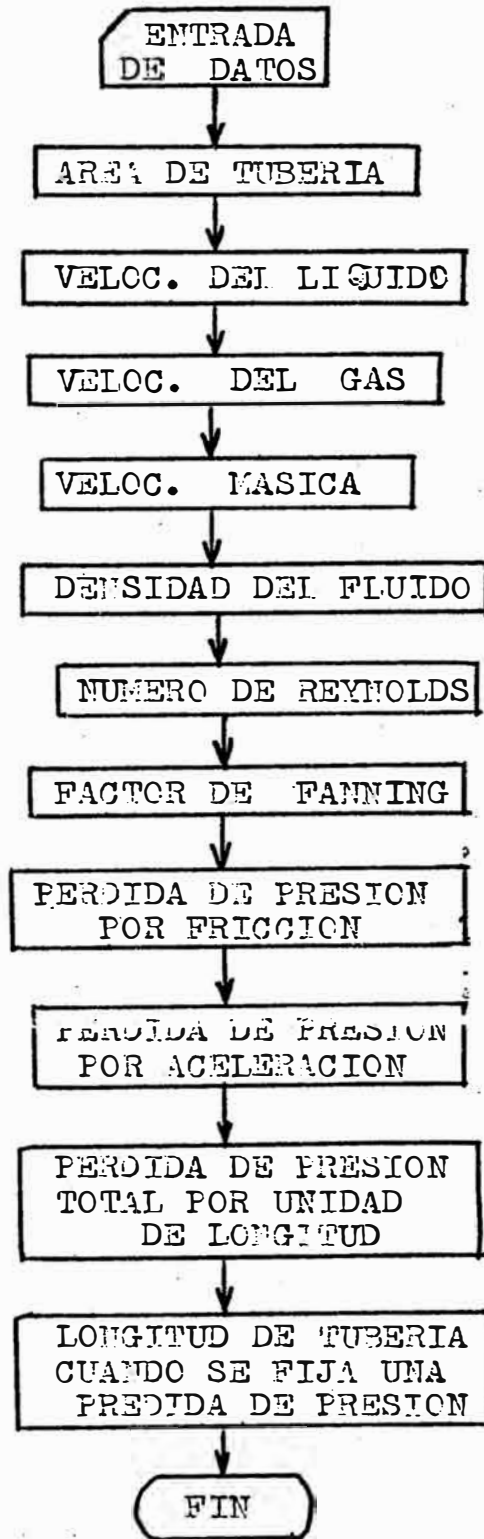 ENTRADA
DE DATOS
AREA DE TUBERIA
VELOC. DEL LIQUIDO
VELOC. DEL GAS
VELOC. MASICA
DENSIDAD DEL FLUIDO
NUMERO DE REYNOLDS
FACTOR DE FANNING
PERDIDA DE PRESION
POR FRICCION
PERDIDA DE PRESION
POR ACELERACION
PERDIDA DE PRESION
TOTAL POR UNIDAD
DE LONGITUD
LONGITUD DE TUBERIA
CUANDO SE FIJA UNA
PREDIDA DE PRESION
FIN